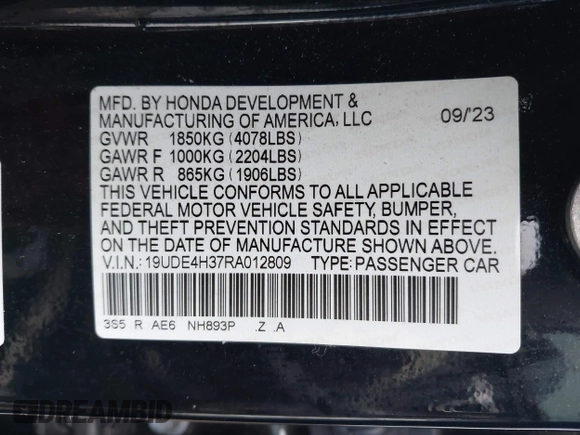 MFD. BY HONDA DEVELOPMENT &
MANUFACTURING OF AMERICA, LLC 09/'23
GVWR 1850KG (4078LBS)
GAWR F 1000KG (2204LBS)
GAWR R 865KG (1906LBS)
THIS VEHICLE CONFORMS TO ALL APPLICABLE
FEDERAL MOTOR VEHICLE SAFETY, BUMPER,
AND THEFT PREVENTION STANDARDS IN EFFECT
ON THE DATE OF MANUFACTURE SHOWN ABOVE.
V.I.N.: 19UDE4H37RA012809 TYPE: PASSENGER CAR
3S5 R AE6 NH893P .Z .A
DREAMBID